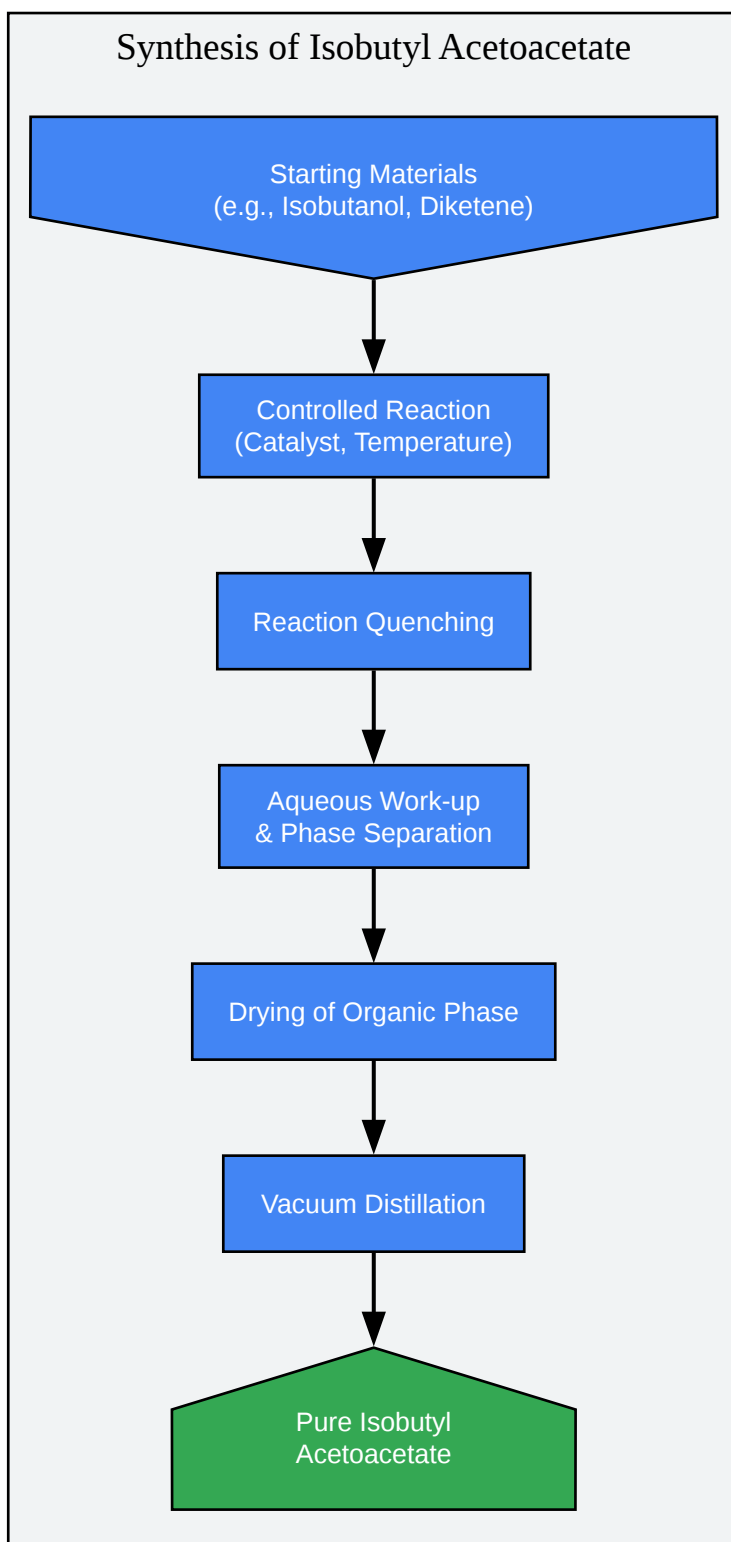 Synthesis of Isobutyl Acetoacetate
Starting Materials
(e.g., Isobutanol, Diketene)
Controlled Reaction
(Catalyst, Temperature)
Reaction Quenching
Aqueous Work-up
& Phase Separation
Drying of Organic Phase
Vacuum Distillation
Pure Isobutyl
Acetoacetate